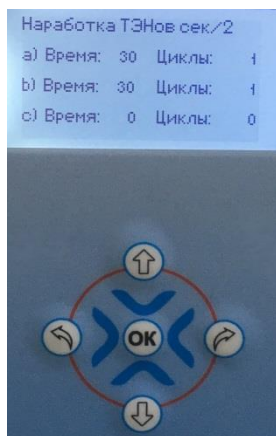 Наработка ТЭНов сек/2
а) Время: 30 Циклы: 1
b) Время: 30 Циклы: 1
с) Время: 0 Циклы: 0
OK